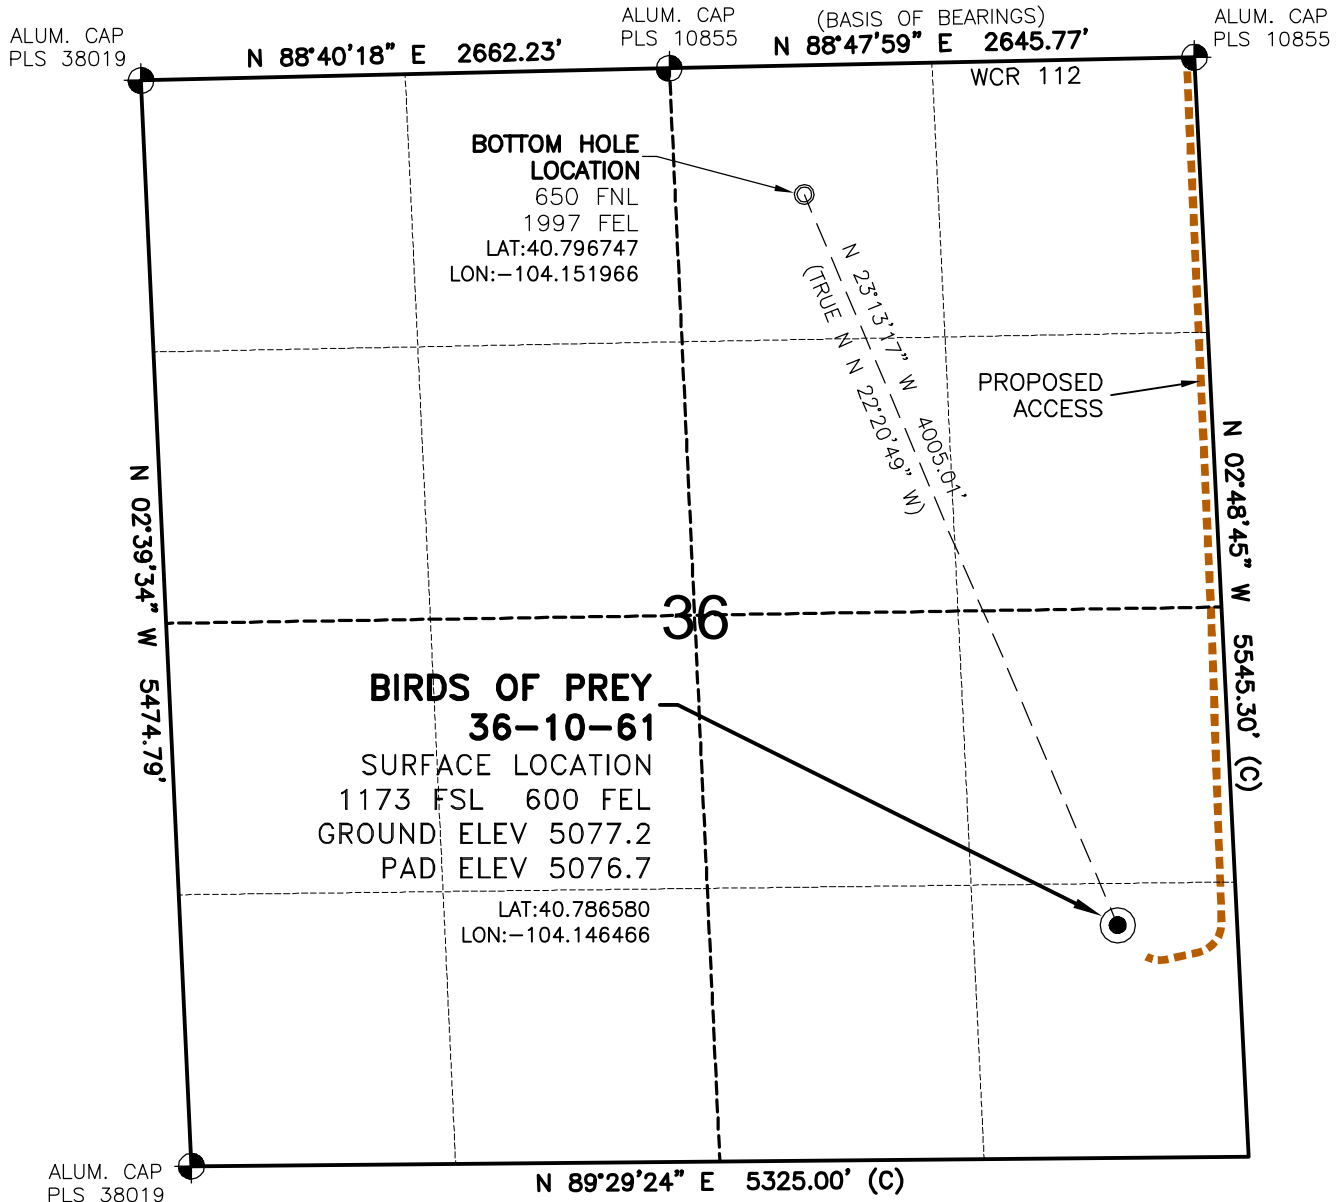 ALUM. CAP
PLS 38019
N 88°40'18" E 2662.23'
ALUM. CAP
PLS 10855
(BASIS OF BEARINGS)
N 88°47'59" E 2645.77'
ALUM. CAP
PLS 10855
WCR 112
BOTTOM HOLE
LOCATION
650 FNL
1997 FEL
LAT:40.796747
LON:-104.151966
N 23°13'17" W 4005.01'
(TRUE N N 22°20'49" W)
PROPOSED
ACCESS
N 02°39'34" W 5474.79'
N 02°48'45" W 5545.30' (C)
36
BIRDS OF PREY
36-10-61
SURFACE LOCATION
1173 FSL 600 FEL
GROUND ELEV 5077.2
PAD ELEV 5076.7
LAT:40.786580
LON:-104.146466
ALUM. CAP
PLS 38019
N 89°29'24" E 5325.00' (C)